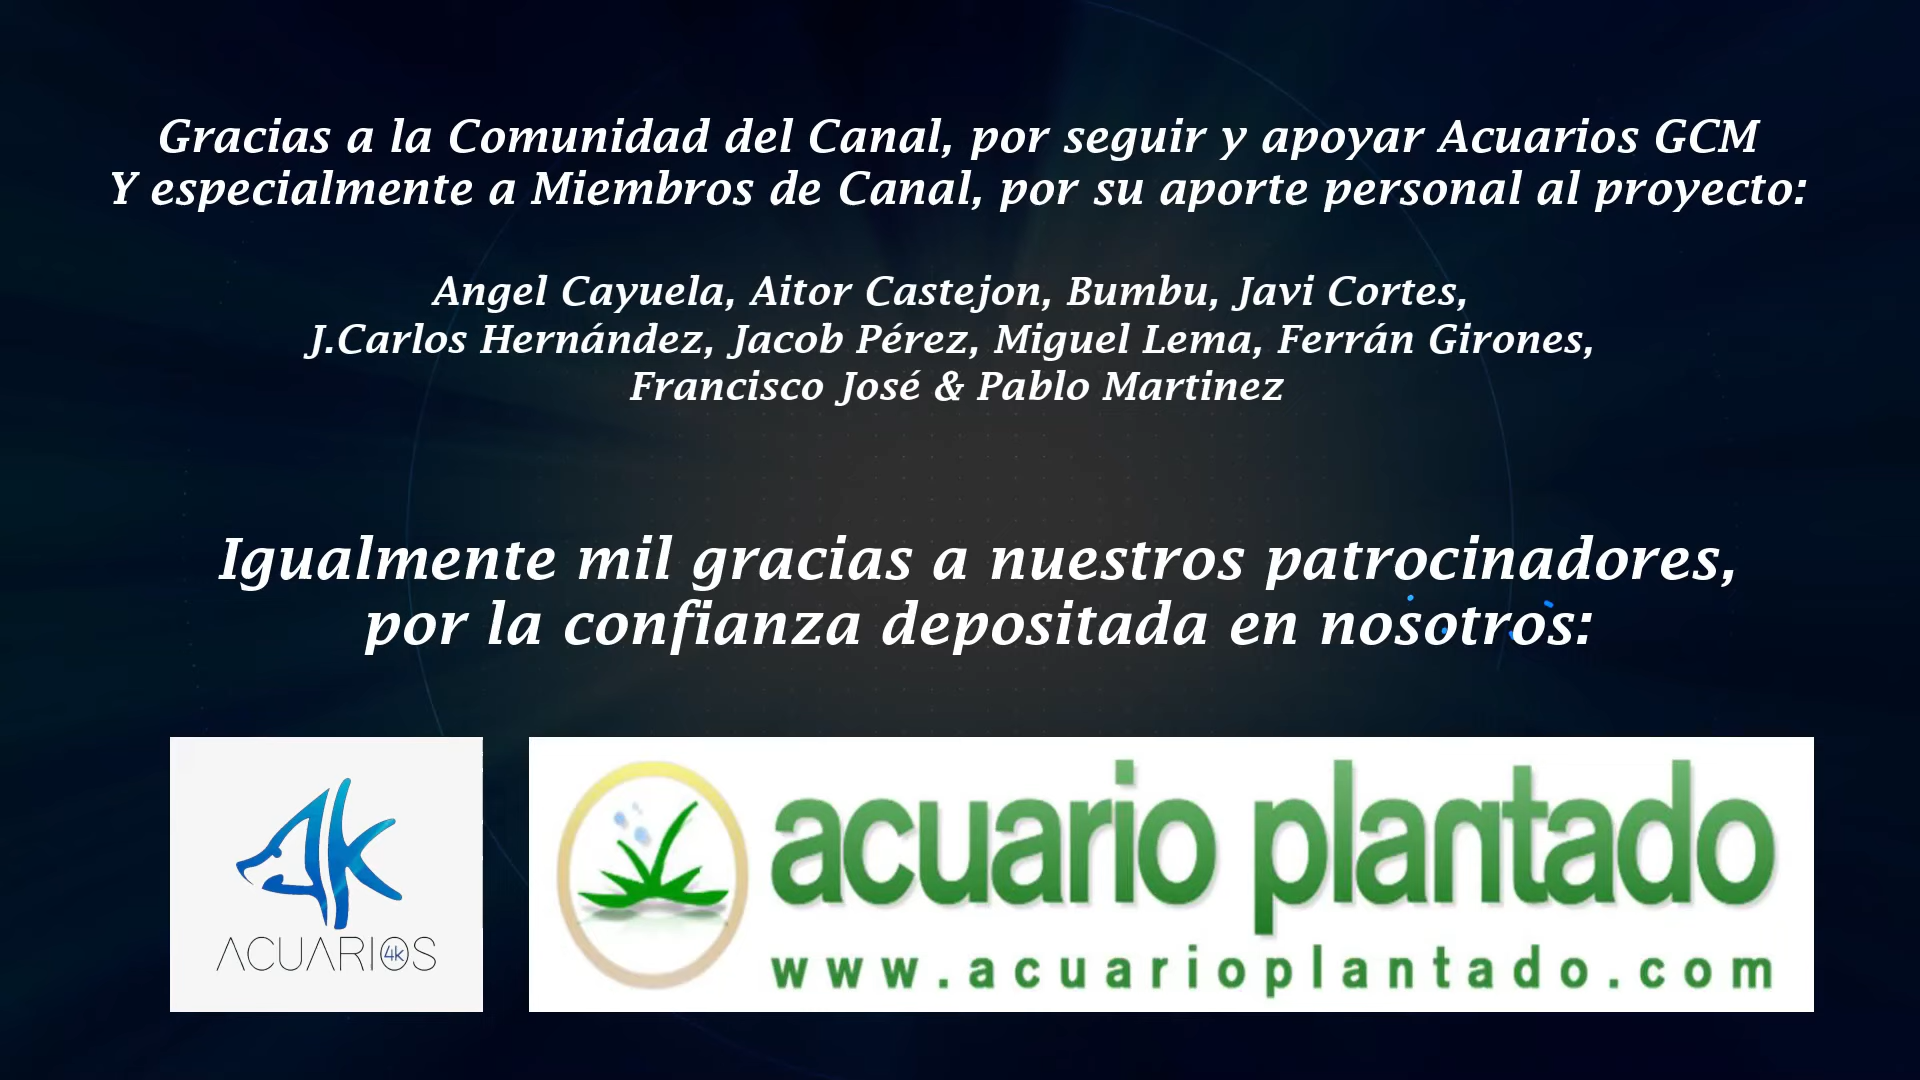 Gracias a la Comunidad del Canal, por seguir y apoyar Acuarios GCM
Y especialmente a Miembros de Canal, por su aporte personal al proyecto:
Angel Cayuela, Aitor Castejon, Bumbu, Javi Cortes,
J.Carlos Hernández, Jacob Pérez, Miguel Lema, Ferrán Girones,
Francisco José & Pablo Martinez
Igualmente mil gracias a nuestros patrocinadores,
por la confianza depositada en nosotros:
4K
ACUARIOS 4k
acuario plantado
www.acuarioplantado.com